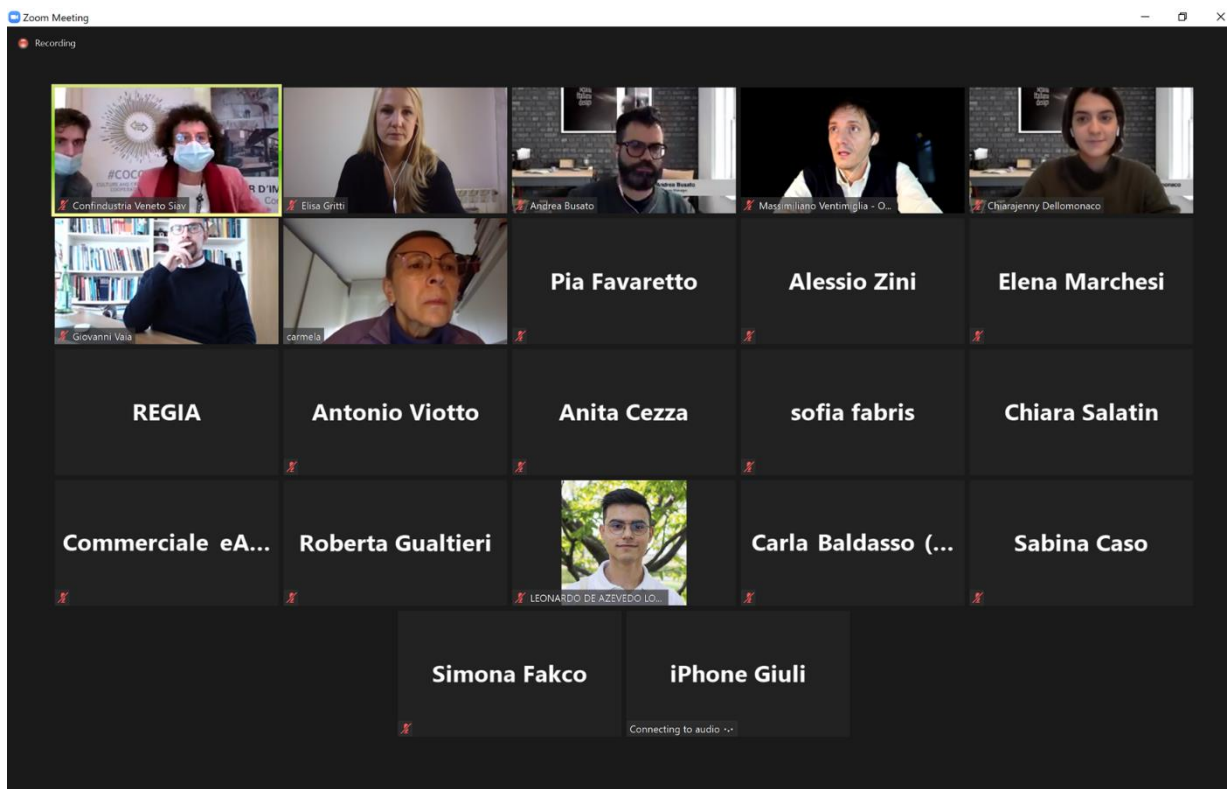 Zoom Meeting
Recording
#COCO
Confindustria Veneto Siav
Elisa Gritti
Andrea Busato
Massimiliano Ventimiglia - O...
Chiarajenny Dellomonaco
Giovanni Vaia
carmela
Pia Favaretto
Alessio Zini
Elena Marchesi
REGIA
Antonio Viotto
Anita Cezza
sofia fabris
Chiara Salatin
Commerciale eA...
Roberta Gualtieri
LEONARDO DE AZEVEDO LO...
Carla Baldasso (...
Sabina Caso
Simona Fakco
iPhone Giuli
Connecting to audio